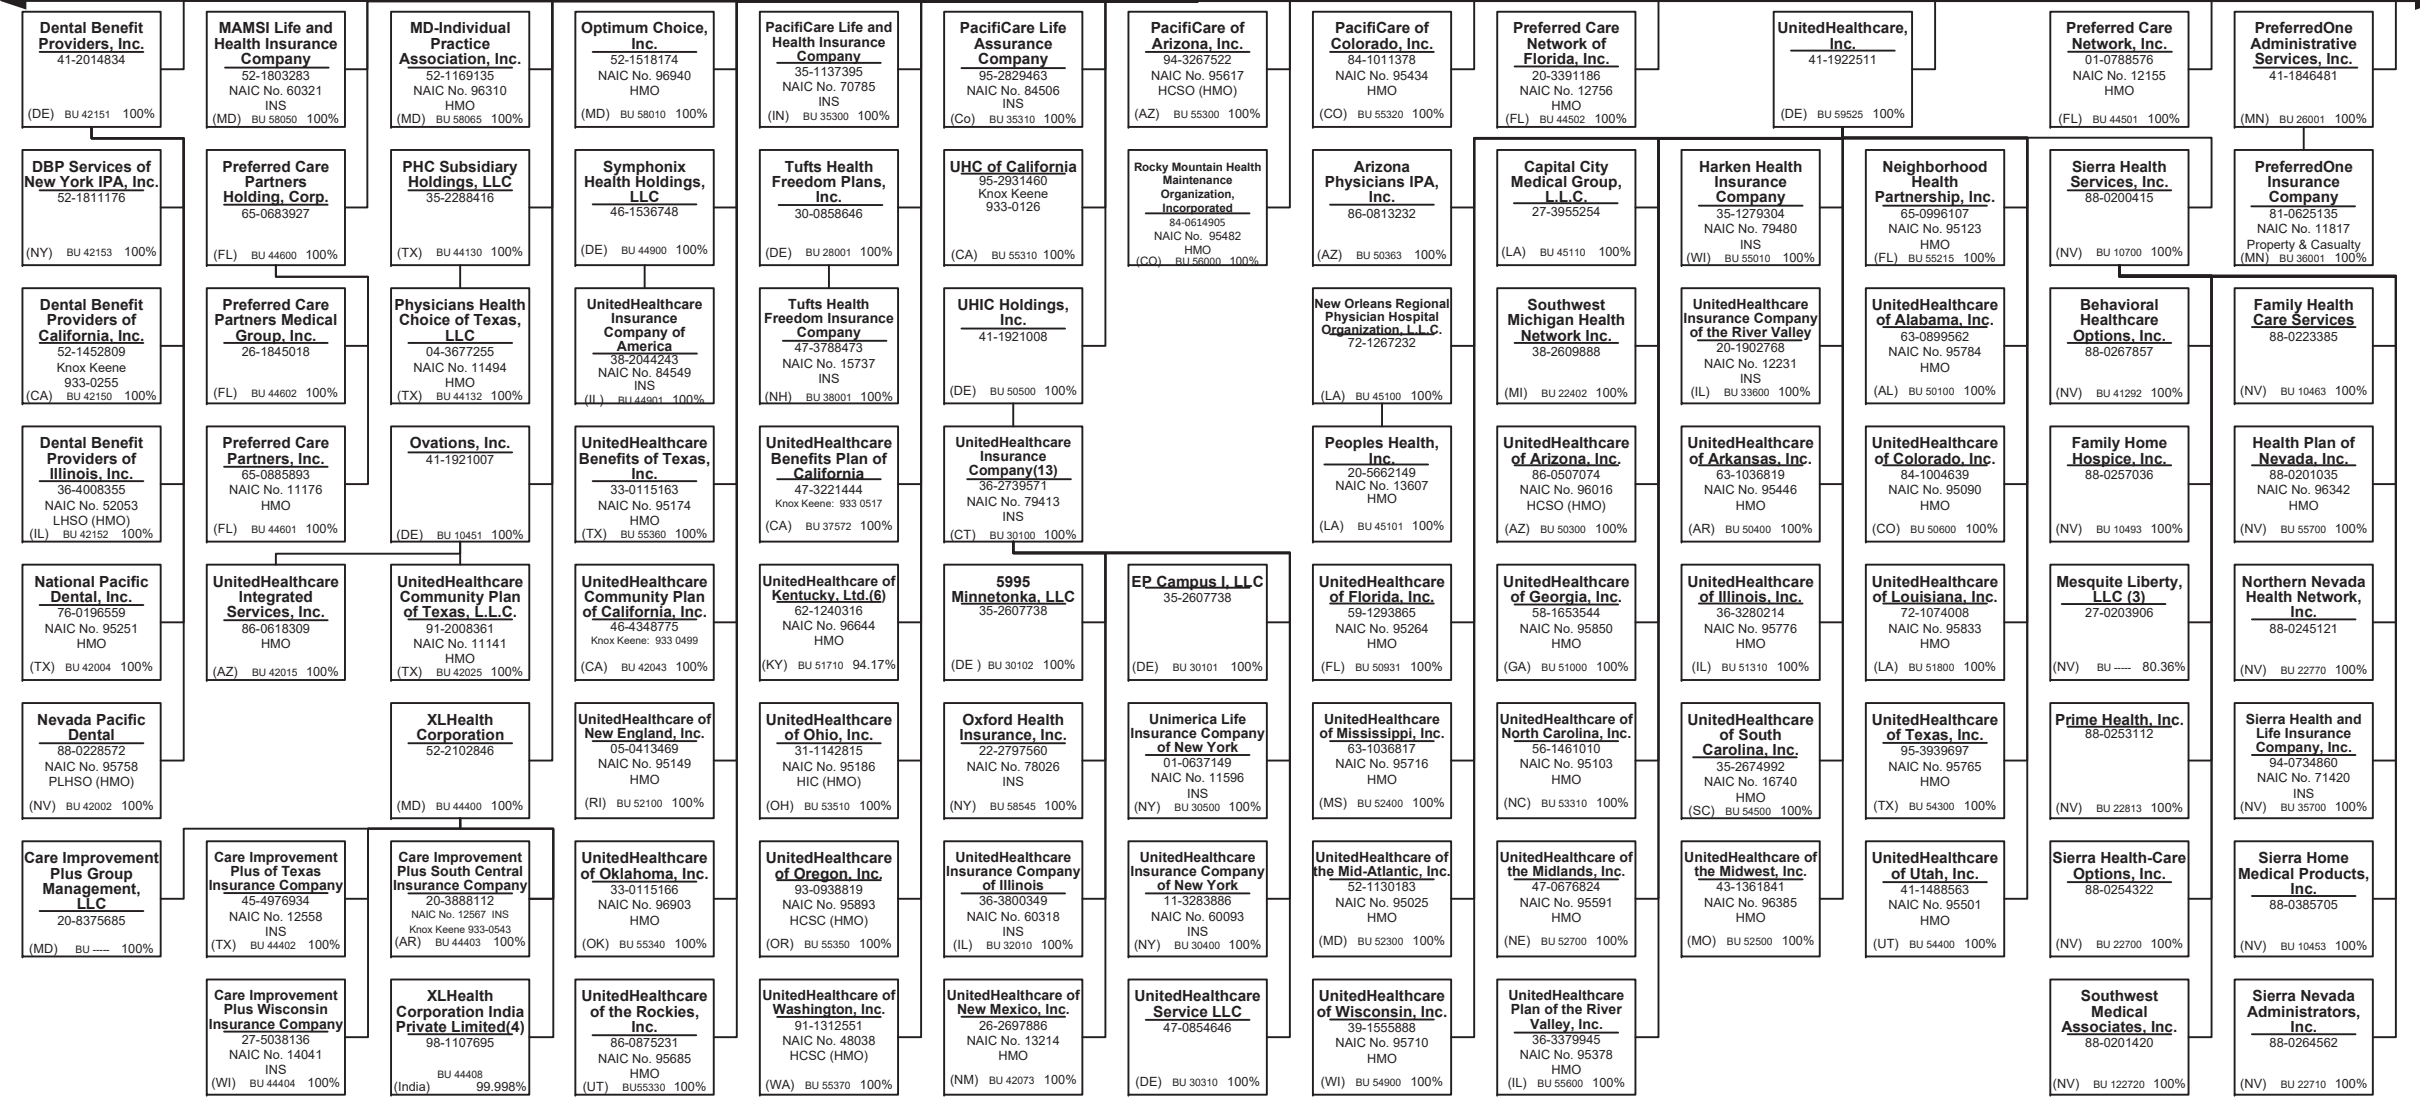 Dental Benefit
Providers, Inc.
41-2014834
(DE) BU 42151 100%
MAMSI Life and
Health Insurance
Company
52-1803283
NAIC No. 60321
INS
(MD) BU 58050 100%
MD-Individual
Practice
Association, Inc.
52-1169135
NAIC No. 96310
HMO
(MD) BU 58065 100%
Optimum Choice,
Inc.
52-1518174
NAIC No. 96940
HMO
(MD) BU 58010 100%
PacifiCare Life and
Health Insurance
Company
35-1137395
NAIC No. 70785
INS
(IN) BU 35300 100%
PacifiCare Life
Assurance
Company
95-2829463
NAIC No. 84506
INS
(Co) BU 35310 100%
PacifiCare of
Arizona, Inc.
94-3267522
NAIC No. 95617
HCSO (HMO)
(AZ) BU 55300 100%
PacifiCare of
Colorado, Inc.
84-1011378
NAIC No. 95434
HMO
(CO) BU 55320 100%
Preferred Care
Network of
Florida, Inc.
20-3391186
NAIC No. 12756
HMO
(FL) BU 44502 100%
UnitedHealthcare,
Inc.
41-1922511
(DE) BU 59525 100%
Preferred Care
Network, Inc.
01-0788576
NAIC No. 12155
HMO
(FL) BU 44501 100%
PreferredOne
Administrative
Services, Inc.
41-1846481
(MN) BU 26001 100%
DBP Services of
New York IPA, Inc.
52-1811176
(NY) BU 42153 100%
Preferred Care
Partners
Holding, Corp.
65-0683927
(FL) BU 44600 100%
PHC Subsidiary
Holdings, LLC
35-2288416
(TX) BU 44130 100%
Symphonix
Health Holdings,
LLC
46-1536748
(DE) BU 44900 100%
Tufts Health
Freedom Plans,
Inc.
30-0858646
(DE) BU 28001 100%
UHC of California
95-2931460
Knox Keene
933-0126
(CA) BU 55310 100%
Rocky Mountain Health
Maintenance
Organization,
Incorporated
84-0614905
NAIC No. 95482
HMO
(CO) BU 56000 100%
Arizona
Physicians IPA,
Inc.
86-0813232
(AZ) BU 50363 100%
Capital City
Medical Group,
L.L.C.
27-3955254
(LA) BU 45110 100%
Harken Health
Insurance
Company
35-1279304
NAIC No. 79480
INS
(WI) BU 55010 100%
Neighborhood
Health
Partnership, Inc.
65-0996107
NAIC No. 95123
HMO
(FL) BU 55215 100%
Sierra Health
Services, Inc.
88-0200415
(NV) BU 10700 100%
PreferredOne
Insurance
Company
81-0625135
NAIC No. 11817
Property & Casualty
(MN) BU 36001 100%
Dental Benefit
Providers of
California, Inc.
52-1452809
Knox Keene
933-0255
(CA) BU 42150 100%
Preferred Care
Partners Medical
Group, Inc.
26-1845018
(FL) BU 44602 100%
Physicians Health
Choice of Texas,
LLC
04-3677255
NAIC No. 11494
HMO
(TX) BU 44132 100%
UnitedHealthcare
Insurance
Company of
America
38-2044243
NAIC No. 84549
INS
(IL) BU 44901 100%
Tufts Health
Freedom Insurance
Company
47-3788473
NAIC No. 15737
INS
(NH) BU 38001 100%
UHIC Holdings,
Inc.
41-1921008
(DE) BU 50500 100%
New Orleans Regional
Physician Hospital
Organization, L.L.C.
72-1267232
(LA) BU 45100 100%
Southwest
Michigan Health
Network Inc.
38-2609888
(MI) BU 22402 100%
UnitedHealthcare
Insurance Company
of the River Valley
20-1902768
NAIC No. 12231
INS
(IL) BU 33600 100%
UnitedHealthcare
of Alabama, Inc.
63-0899562
NAIC No. 95784
HMO
(AL) BU 50100 100%
Behavioral
Healthcare
Options, Inc.
88-0267857
(NV) BU 41292 100%
Family Health
Care Services
88-0223385
(NV) BU 10463 100%
Dental Benefit
Providers of
Illinois, Inc.
36-4008355
NAIC No. 52053
LHSO (HMO)
(IL) BU 42152 100%
Preferred Care
Partners, Inc.
65-0885893
NAIC No. 11176
HMO
(FL) BU 44601 100%
Ovations, Inc.
41-1921007
(DE) BU 10451 100%
UnitedHealthcare
Benefits of Texas,
Inc.
33-0115163
NAIC No. 95174
HMO
(TX) BU 55360 100%
UnitedHealthcare
Benefits Plan of
California
47-3221444
Knox Keene: 933 0517
(CA) BU 37572 100%
UnitedHealthcare
Insurance
Company(13)
36-2739571
NAIC No. 79413
INS
(CT) BU 30100 100%
Peoples Health,
Inc.
20-5662149
NAIC No. 13607
HMO
(LA) BU 45101 100%
UnitedHealthcare
of Arizona, Inc.
86-0507074
NAIC No. 96016
HCSO (HMO)
(AZ) BU 50300 100%
UnitedHealthcare
of Arkansas, Inc.
63-1036819
NAIC No. 95446
HMO
(AR) BU 50400 100%
UnitedHealthcare
of Colorado, Inc.
84-1004639
NAIC No. 95090
HMO
(CO) BU 50600 100%
Family Home
Hospice, Inc.
88-0257036
(NV) BU 10493 100%
Health Plan of
Nevada, Inc.
88-0201035
NAIC No. 96342
HMO
(NV) BU 55700 100%
National Pacific
Dental, Inc.
76-0196559
NAIC No. 95251
HMO
(TX) BU 42004 100%
UnitedHealthcare
Integrated
Services, Inc.
86-0618309
HMO
(AZ) BU 42015 100%
UnitedHealthcare
Community Plan
of Texas, L.L.C.
91-2008361
NAIC No. 11141
HMO
(TX) BU 42025 100%
UnitedHealthcare
Community Plan
of California, Inc.
46-4348775
Knox Keene: 933 0499
(CA) BU 42043 100%
UnitedHealthcare of
Kentucky, Ltd.(6)
62-1240316
NAIC No. 96644
HMO
(KY) BU 51710 94.17%
5995
Minnetonka, LLC
35-2607738
(DE ) BU 30102 100%
EP Campus I, LLC
35-2607738
(DE) BU 30101 100%
UnitedHealthcare
of Florida, Inc.
59-1293865
NAIC No. 95264
HMO
(FL) BU 50931 100%
UnitedHealthcare
of Georgia, Inc.
58-1653544
NAIC No. 95850
HMO
(GA) BU 51000 100%
UnitedHealthcare
of Illinois, Inc.
36-3280214
NAIC No. 95776
HMO
(IL) BU 51310 100%
UnitedHealthcare
of Louisiana, Inc.
72-1074008
NAIC No. 95833
HMO
(LA) BU 51800 100%
Mesquite Liberty,
LLC (3)
27-0203906
(NV) BU ----- 80.36%
Northern Nevada
Health Network,
Inc.
88-0245121
(NV) BU 22770 100%
Nevada Pacific
Dental
88-0228572
NAIC No. 95758
PLHSO (HMO)
(NV) BU 42002 100%
XLHealth
Corporation
52-2102846
(MD) BU 44400 100%
UnitedHealthcare of
New England, Inc.
05-0413469
NAIC No. 95149
HMO
(RI) BU 52100 100%
UnitedHealthcare
of Ohio, Inc.
31-1142815
NAIC No. 95186
HIC (HMO)
(OH) BU 53510 100%
Oxford Health
Insurance, Inc.
22-2797560
NAIC No. 78026
INS
(NY) BU 58545 100%
Unimerica Life
Insurance Company
of New York
01-0637149
NAIC No. 11596
INS
(NY) BU 30500 100%
UnitedHealthcare
of Mississippi, Inc.
63-1036817
NAIC No. 95716
HMO
(MS) BU 52400 100%
UnitedHealthcare of
North Carolina, Inc.
56-1461010
NAIC No. 95103
HMO
(NC) BU 53310 100%
UnitedHealthcare
of South
Carolina, Inc.
35-2674992
NAIC No. 16740
HMO
(SC) BU 54500 100%
UnitedHealthcare
of Texas, Inc.
95-3939697
NAIC No. 95765
HMO
(TX) BU 54300 100%
Prime Health, Inc.
88-0253112
(NV) BU 22813 100%
Sierra Health and
Life Insurance
Company, Inc.
94-0734860
NAIC No. 71420
INS
(NV) BU 35700 100%
Care Improvement
Plus Group
Management,
LLC
20-8375685
(MD) BU ----- 100%
Care Improvement
Plus of Texas
Insurance Company
45-4976934
NAIC No. 12558
INS
(TX) BU 44402 100%
Care Improvement
Plus South Central
Insurance Company
20-3888112
NAIC No. 12567 INS
Knox Keene 933-0543
(AR) BU 44403 100%
UnitedHealthcare
of Oklahoma, Inc.
33-0115166
NAIC No. 96903
HMO
(OK) BU 55340 100%
UnitedHealthcare
of Oregon, Inc.
93-0938819
NAIC No. 95893
HCSC (HMO)
(OR) BU 55350 100%
UnitedHealthcare
Insurance Company
of Illinois
36-3800349
NAIC No. 60318
INS
(IL) BU 32010 100%
UnitedHealthcare
Insurance Company
of New York
11-3283886
NAIC No. 60093
INS
(NY) BU 30400 100%
UnitedHealthcare of
the Mid-Atlantic, Inc.
52-1130183
NAIC No. 95025
HMO
(MD) BU 52300 100%
UnitedHealthcare of
the Midlands, Inc.
47-0676824
NAIC No. 95591
HMO
(NE) BU 52700 100%
UnitedHealthcare of
the Midwest, Inc.
43-1361841
NAIC No. 96385
HMO
(MO) BU 52500 100%
UnitedHealthcare
of Utah, Inc.
41-1488563
NAIC No. 95501
HMO
(UT) BU 54400 100%
Sierra Health-Care
Options, Inc.
88-0254322
(NV) BU 22700 100%
Sierra Home
Medical Products,
Inc.
88-0385705
(NV) BU 10453 100%
Care Improvement
Plus Wisconsin
Insurance Company
27-5038136
NAIC No. 14041
INS
(WI) BU 44404 100%
XLHealth
Corporation India
Private Limited(4)
98-1107695
BU 44408
(India) 99.998%
UnitedHealthcare
of the Rockies,
Inc.
86-0875231
NAIC No. 95685
HMO
(UT) BU55330 100%
UnitedHealthcare of
Washington, Inc.
91-1312551
NAIC No. 48038
HCSC (HMO)
(WA) BU 55370 100%
UnitedHealthcare of
New Mexico, Inc.
26-2697886
NAIC No. 13214
HMO
(NM) BU 42073 100%
UnitedHealthcare
Service LLC
47-0854646
(DE) BU 30310 100%
UnitedHealthcare
of Wisconsin, Inc.
39-1555888
NAIC No. 95710
HMO
(WI) BU 54900 100%
UnitedHealthcare
Plan of the River
Valley, Inc.
36-3379945
NAIC No. 95378
HMO
(IL) BU 55600 100%
Southwest
Medical
Associates, Inc.
88-0201420
(NV) BU 122720 100%
Sierra Nevada
Administrators,
Inc.
88-0264562
(NV) BU 22710 100%